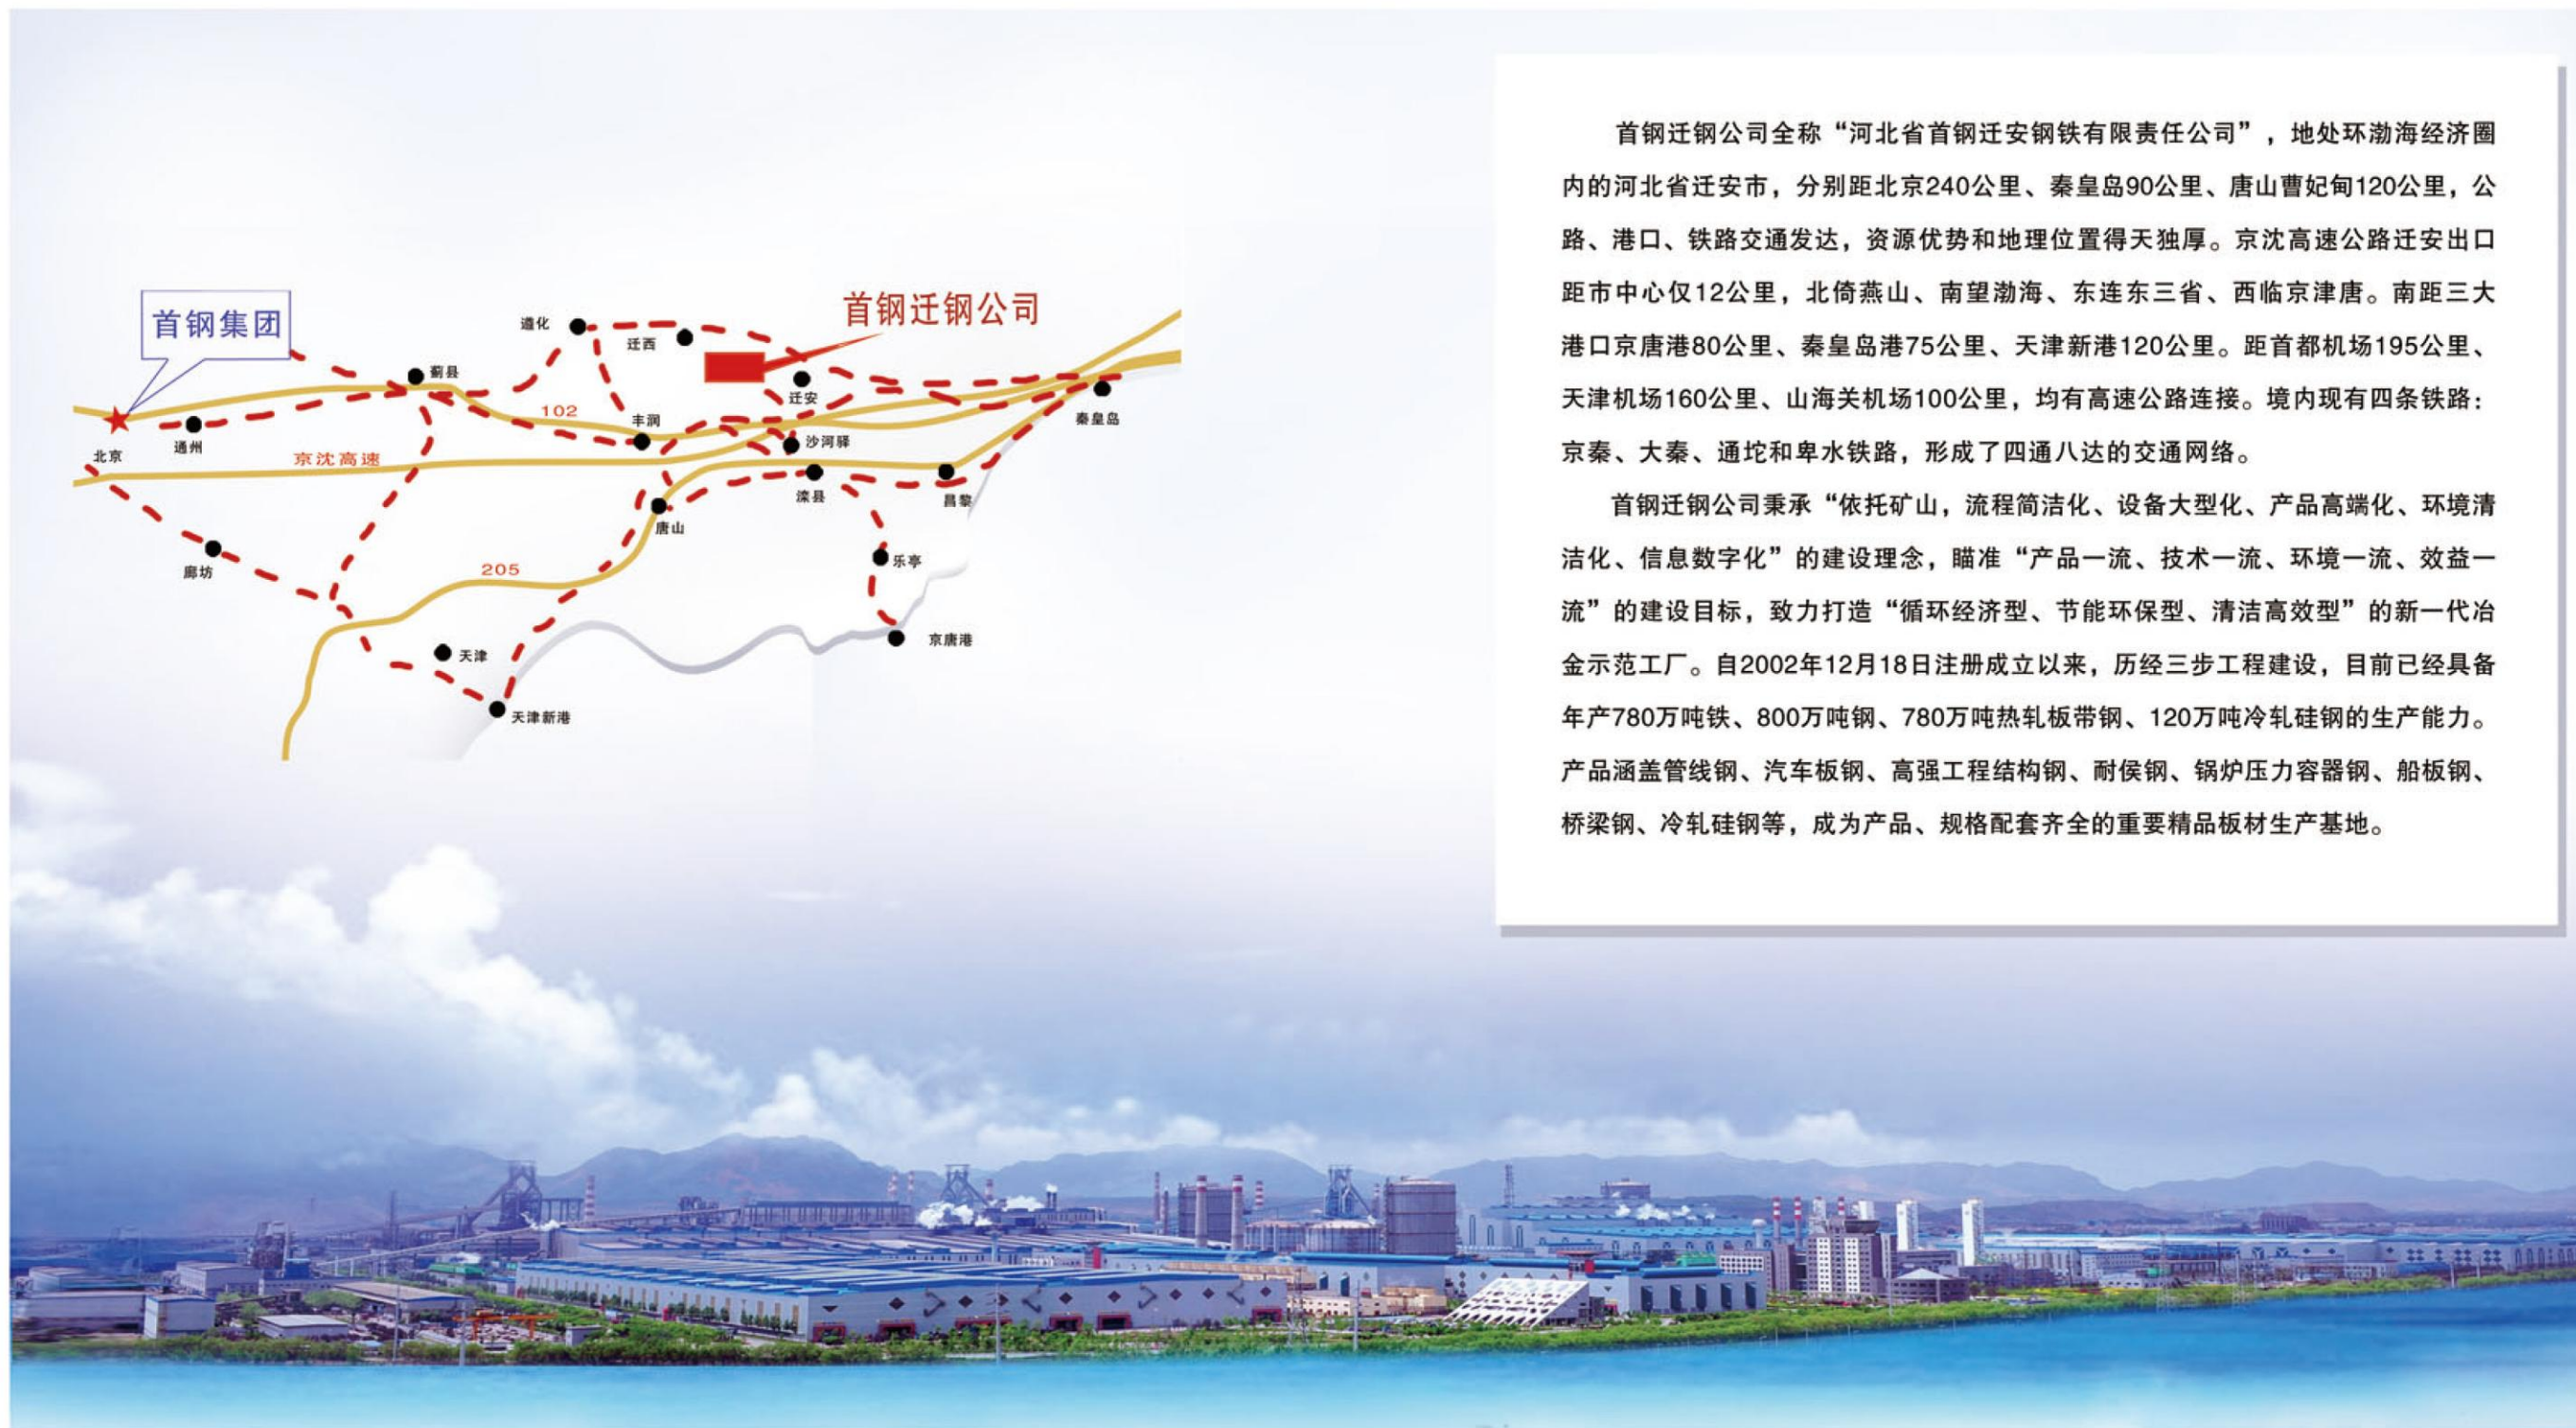 首钢集团
首钢迁钢公司
遵化
迁西
蓟县
迁安
102
丰润
秦皇岛
通州
沙河驿
北京
京沈高速
滦县
昌黎
唐山
乐亭
廊坊
205
京唐港
天津
天津新港
首钢迁钢公司全称“河北省首钢迁安钢铁有限责任公司”，地处环渤海经济圈
内的河北省迁安市，分别距北京240公里、秦皇岛90公里、唐山曹妃甸120公里，公
路、港口、铁路交通发达，资源优势和地理位置得天独厚。京沈高速公路迁安出口
距市中心仅12公里，北倚燕山、南望渤海、东连东三省、西临京津唐。南距三大
港口京唐港80公里、秦皇岛港75公里、天津新港120公里。距首都机场195公里、
天津机场160公里、山海关机场100公里，均有高速公路连接。境内现有四条铁路：
京秦、大秦、通坨和卑水铁路，形成了四通八达的交通网络。
首钢迁钢公司秉承“依托矿山，流程简洁化、设备大型化、产品高端化、环境清
洁化、信息数字化”的建设理念，瞄准“产品一流、技术一流、环境一流、效益一
流”的建设目标，致力打造“循环经济型、节能环保型、清洁高效型”的新一代冶
金示范工厂。自2002年12月18日注册成立以来，历经三步工程建设，目前已经具备
年产780万吨铁、800万吨钢、780万吨热轧板带钢、120万吨冷轧硅钢的生产能力。
产品涵盖管线钢、汽车板钢、高强工程结构钢、耐侯钢、锅炉压力容器钢、船板钢、
桥梁钢、冷轧硅钢等，成为产品、规格配套齐全的重要精品板材生产基地。